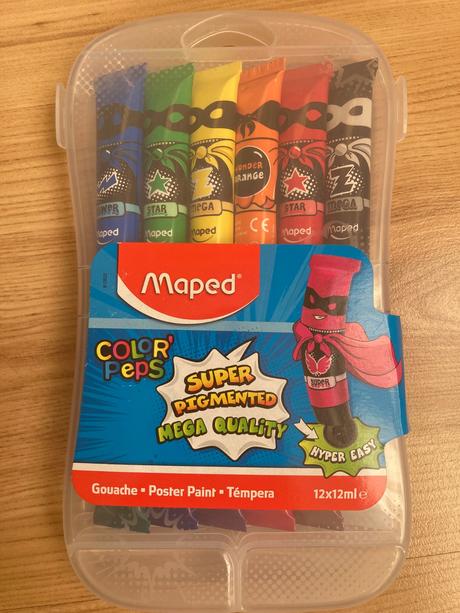 STAR
MEGA
WONDER
ORANGE
STAR
Maped
Maped
Maped
CE
Maped
Maped
Maped®
COLOR'
PEPS
SUPER
PIGMENTED
MEGA QUALITY
SUPER
HYPER EASY
Gouache ▪ Poster Paint ▪ Témpera
12x12ml e